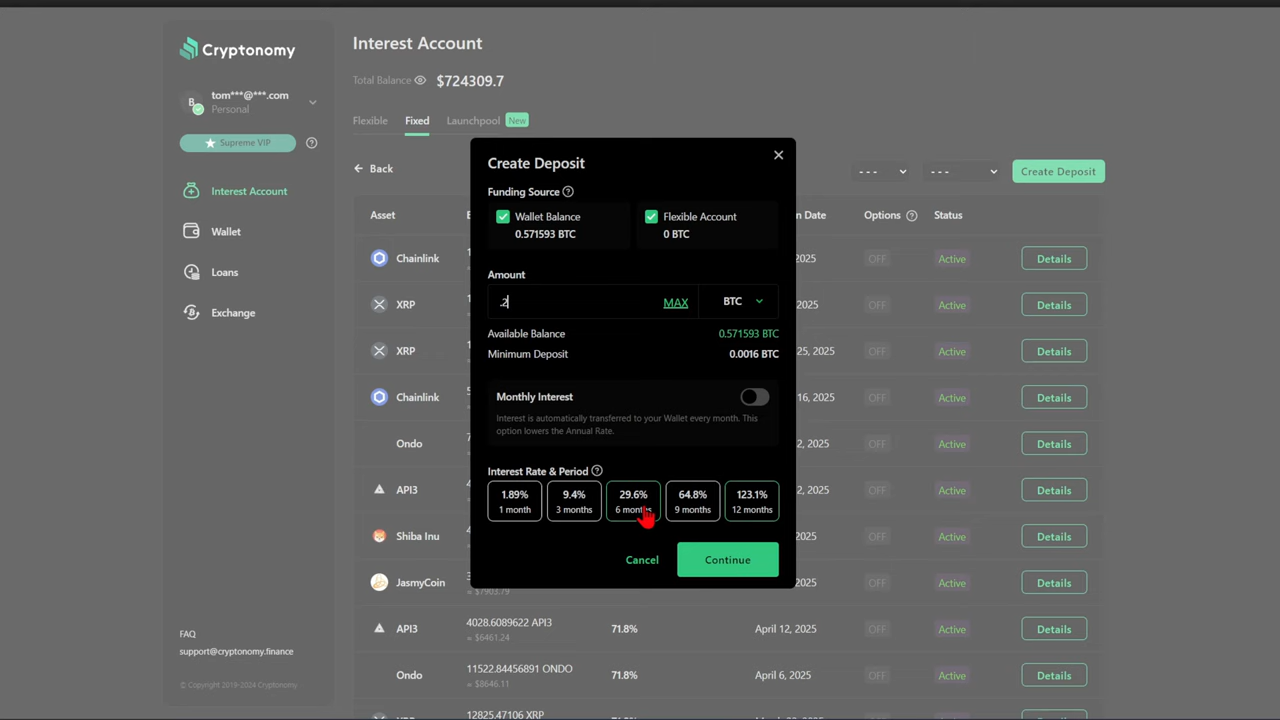 Cryptonomy
Interest Account
Total Balance $724309.7
B
tom***@***.com
Personal
Supreme VIP
Flexible Fixed Launchpool New
Back
--- --- Create Deposit
Interest Account
Wallet
Loans
Exchange
Asset n Date Options Status
Chainlink 2025 OFF Active Details
XRP 2025 OFF Active Details
XRP 25, 2025 OFF Active Details
Chainlink 16, 2025 OFF Active Details
Ondo 2, 2025 OFF Active Details
API3 2, 2025 OFF Active Details
Shiba Inu 2025 OFF Active Details
JasmyCoin 2025 OFF Active Details
≈ $7903.79
API3 4028.6089622 API3 71.8% April 12, 2025 OFF Active Details
≈ $6461.24
Ondo 11522.84456891 ONDO 71.8% April 6, 2025 OFF Active Details
≈ $8646.11
12825.47106 XRP
Create Deposit
Funding Source
Wallet Balance
0.571593 BTC
Flexible Account
0 BTC
Amount
.2 MAX BTC
Available Balance 0.571593 BTC
Minimum Deposit 0.0016 BTC
Monthly Interest
Interest is automatically transferred to your Wallet every month. This
option lowers the Annual Rate.
Interest Rate & Period
1.89% 9.4% 29.6% 64.8% 123.1%
1 month 3 months 6 months 9 months 12 months
Cancel Continue
FAQ
support@cryptonomy.finance
© Copyright 2019-2024 Cryptonomy